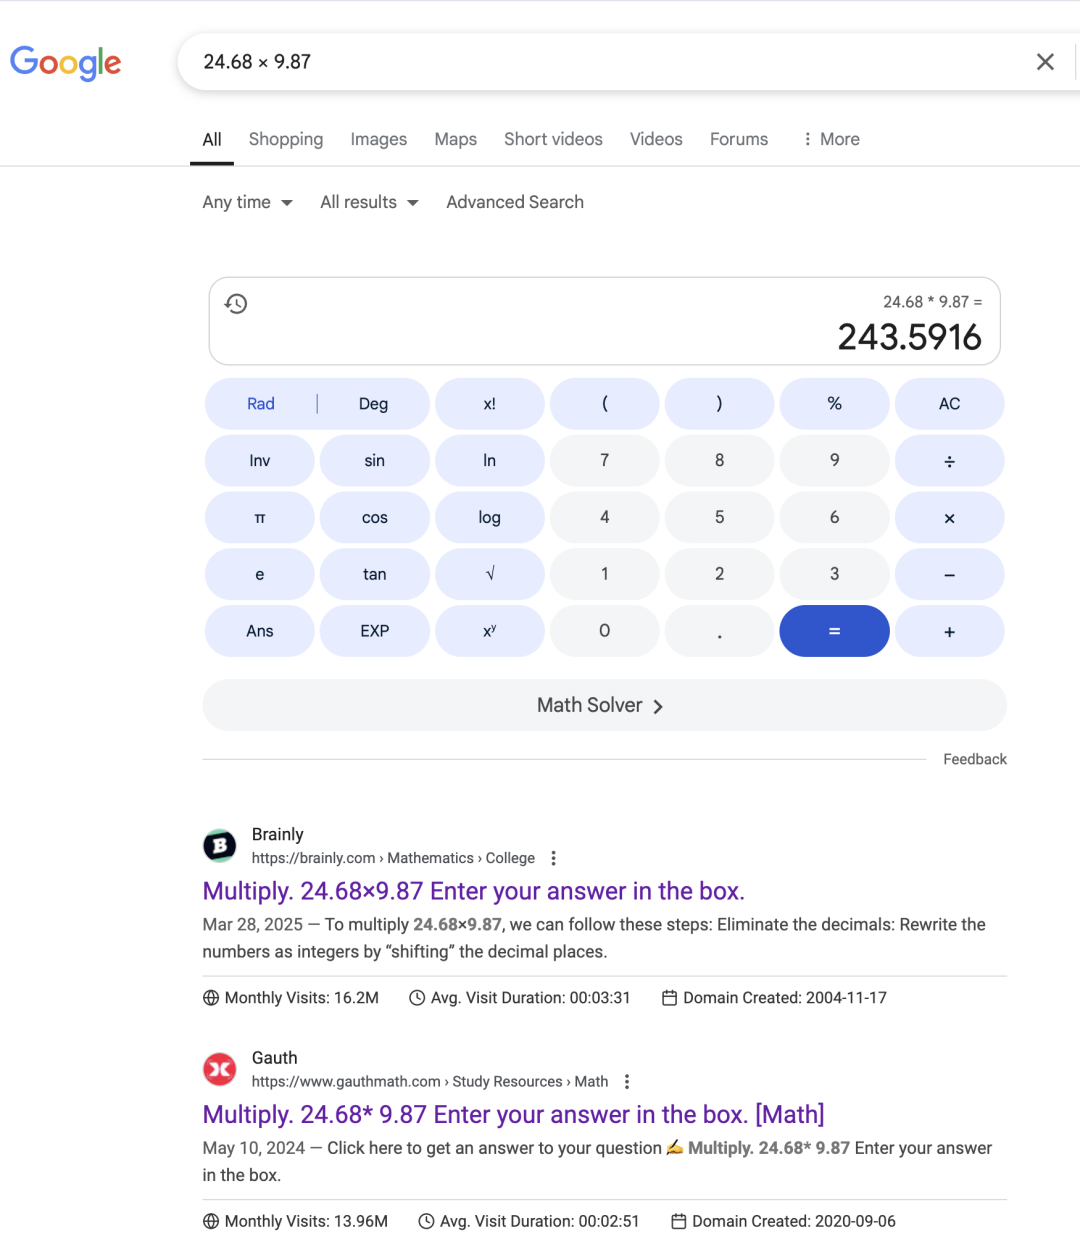 Google
24.68 × 9.87
All Shopping Images Maps Short videos Videos Forums More
Any time All results Advanced Search
24.68 * 9.87 =
243.5916
Rad | Deg x! ( ) % AC
Inv sin ln 7 8 9 ÷
π cos log 4 5 6 ×
e tan √ 1 2 3 −
Ans EXP xʸ 0 . = +
Math Solver
Feedback
Brainly
https://brainly.com › Mathematics › College
Multiply. 24.68×9.87 Enter your answer in the box.
Mar 28, 2025 — To multiply 24.68×9.87, we can follow these steps: Eliminate the decimals: Rewrite the
numbers as integers by “shifting” the decimal places.
Monthly Visits: 16.2M Avg. Visit Duration: 00:03:31 Domain Created: 2004-11-17
Gauth
https://www.gauthmath.com › Study Resources › Math
Multiply. 24.68* 9.87 Enter your answer in the box. [Math]
May 10, 2024 — Click here to get an answer to your question ✍️ Multiply. 24.68* 9.87 Enter your answer
in the box.
Monthly Visits: 13.96M Avg. Visit Duration: 00:02:51 Domain Created: 2020-09-06